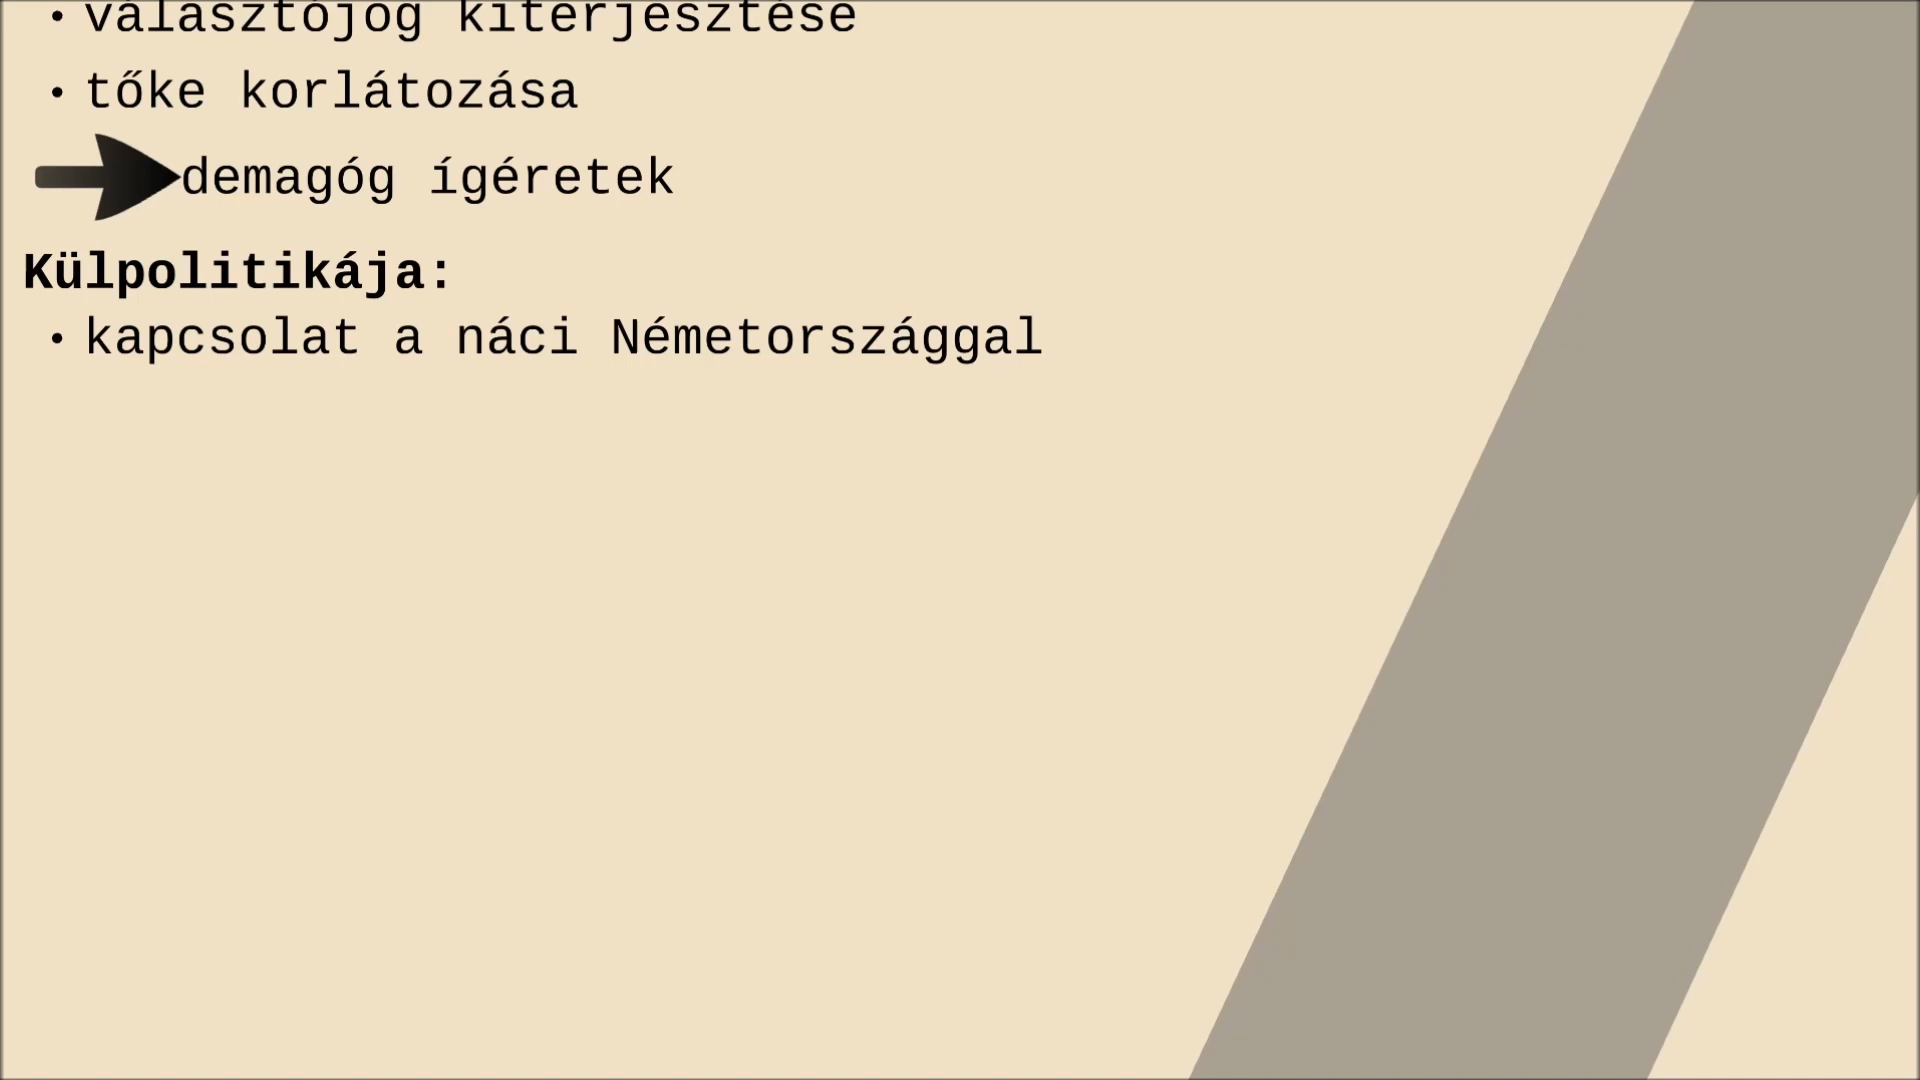 • választójog kiterjesztése
• tőke korlátozása
demagóg ígéretek
Külpolitikája:
• kapcsolat a náci Németországgal